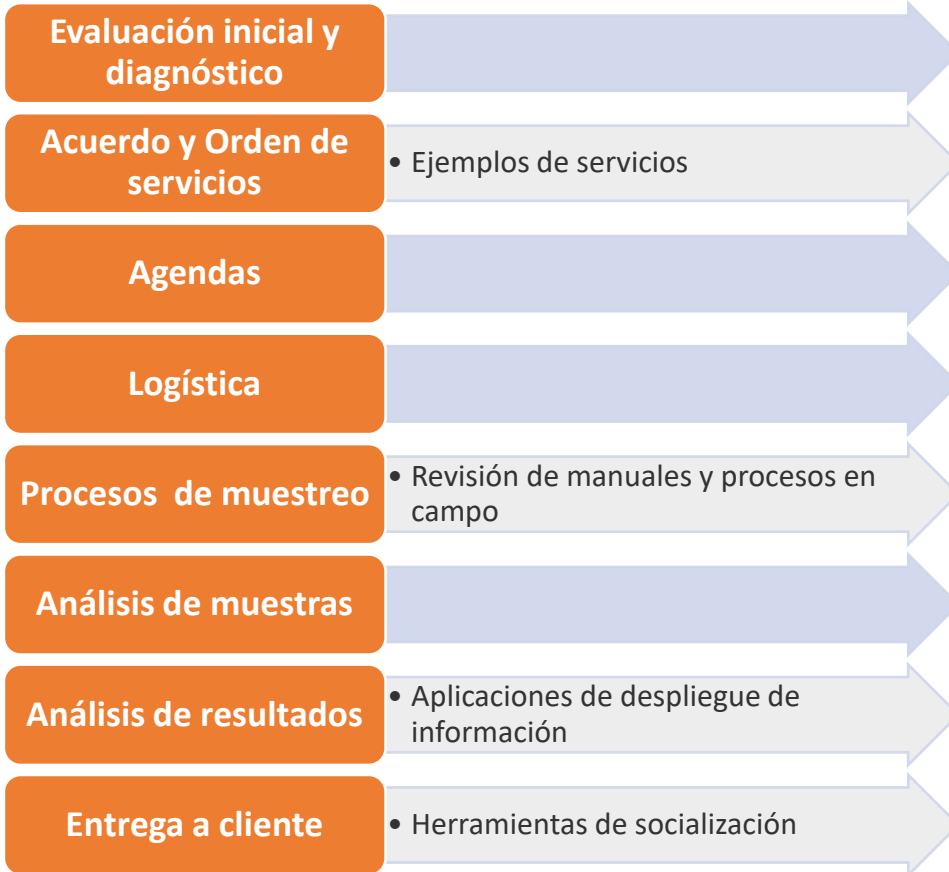 Evaluación inicial y
diagnóstico
Acuerdo y Orden de
servicios
• Ejemplos de servicios
Agendas
Logística
Procesos de muestreo
• Revisión de manuales y procesos en
campo
Análisis de muestras
Análisis de resultados
• Aplicaciones de despliegue de
información
Entrega a cliente
• Herramientas de socialización